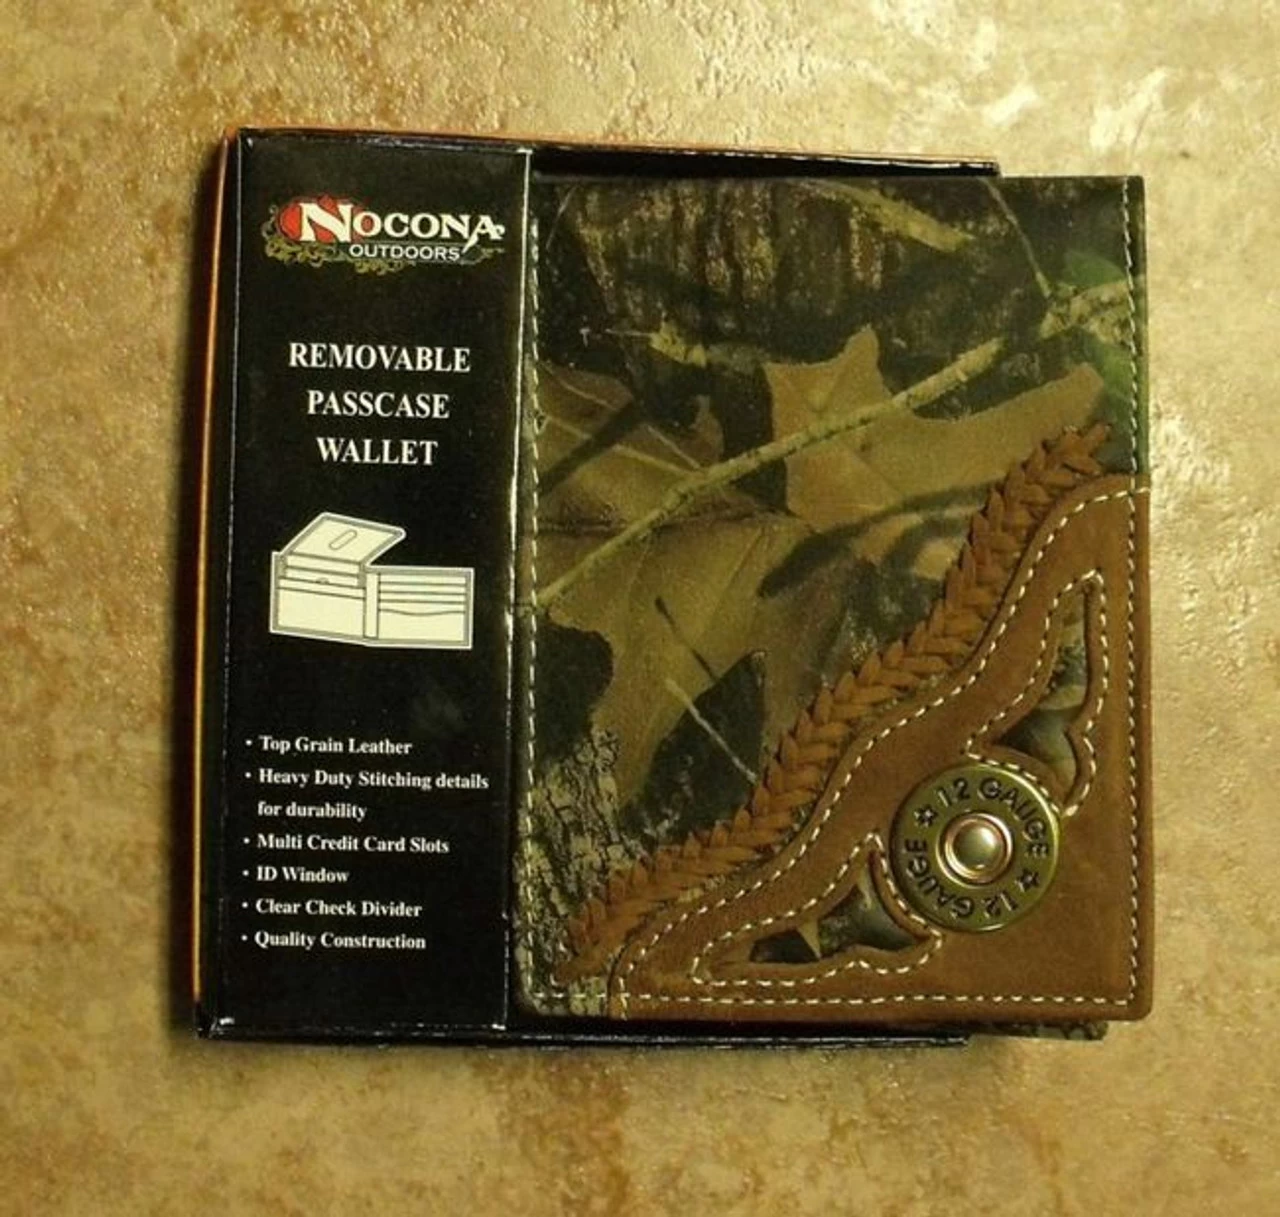 NOCONA
OUTDOORS
REMOVABLE
PASSCASE
WALLET
• Top Grain Leather
• Heavy Duty Stitching details
for durability
• Multi Credit Card Slots
• ID Window
• Clear Check Divider
• Quality Construction
12 GAUGE ★ 12 GAUGE ★